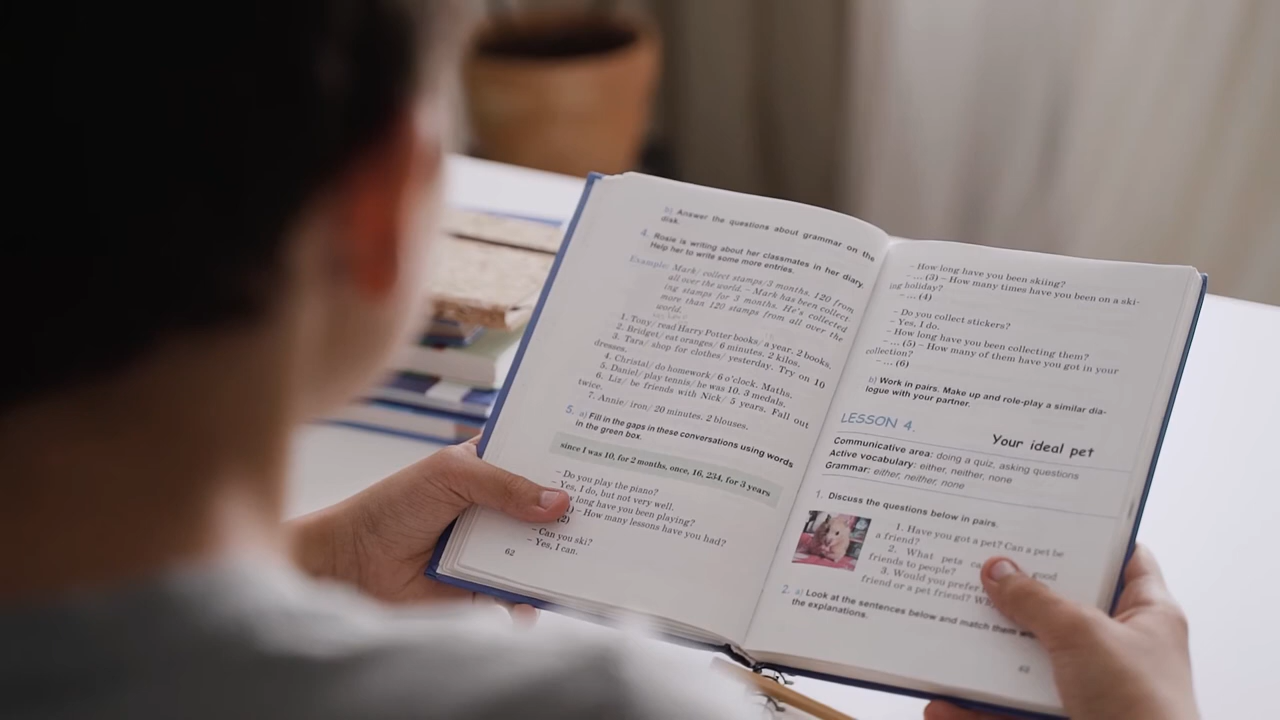 b) Answer the questions about grammar on the
disk.
4. Rosie is writing about her classmates in her diary.
Help her to write some more entries.
Example: Mark/ collect stamps/3 months. 120 from
all over the world. – Mark has been collect-
ing stamps for 3 months. He's collected
more than 120 stamps from all over the
world.
1. Tony/ read Harry Potter books/ a year. 2 books.
2. Bridget/ eat oranges/ 6 minutes. 2 kilos.
3. Tara/ shop for clothes/ yesterday. Try on 10
dresses.
4. Christal/ do homework/ 6 o'clock. Maths.
5. Daniel/ play tennis/ he was 10. 3 medals.
6. Liz/ be friends with Nick/ 5 years. Fall out
twice.
7. Annie/ iron/ 20 minutes. 2 blouses.
5. a) Fill in the gaps in these conversations using words
in the green box.
since I was 10, for 2 months, once, 16, 234, for 3 years
– Do you play the piano?
– Yes, I do, but not very well.
long have you been playing?
(2) – How many lessons have you had?
– Can you ski?
– Yes, I can.
62
– How long have you been skiing?
– ... (3) – How many times have you been on a ski-
ing holiday?
– ... (4)
– Do you collect stickers?
– Yes, I do.
– How long have you been collecting them?
– ... (5) – How many of them have you got in your
collection?
– ... (6)
b) Work in pairs. Make up and role-play a similar dia-
logue with your partner.
LESSON 4.
Your ideal pet
Communicative area: doing a quiz, asking questions
Active vocabulary: either, neither, none
Grammar: either, neither, none
1. Discuss the questions below in pairs.
1. Have you got a pet? Can a pet be
a friend?
2. What pets good
friends to people?
3. Would you prefer
friend or a pet friend?
2. a) Look at the sentences below and match them
the explanations.
63